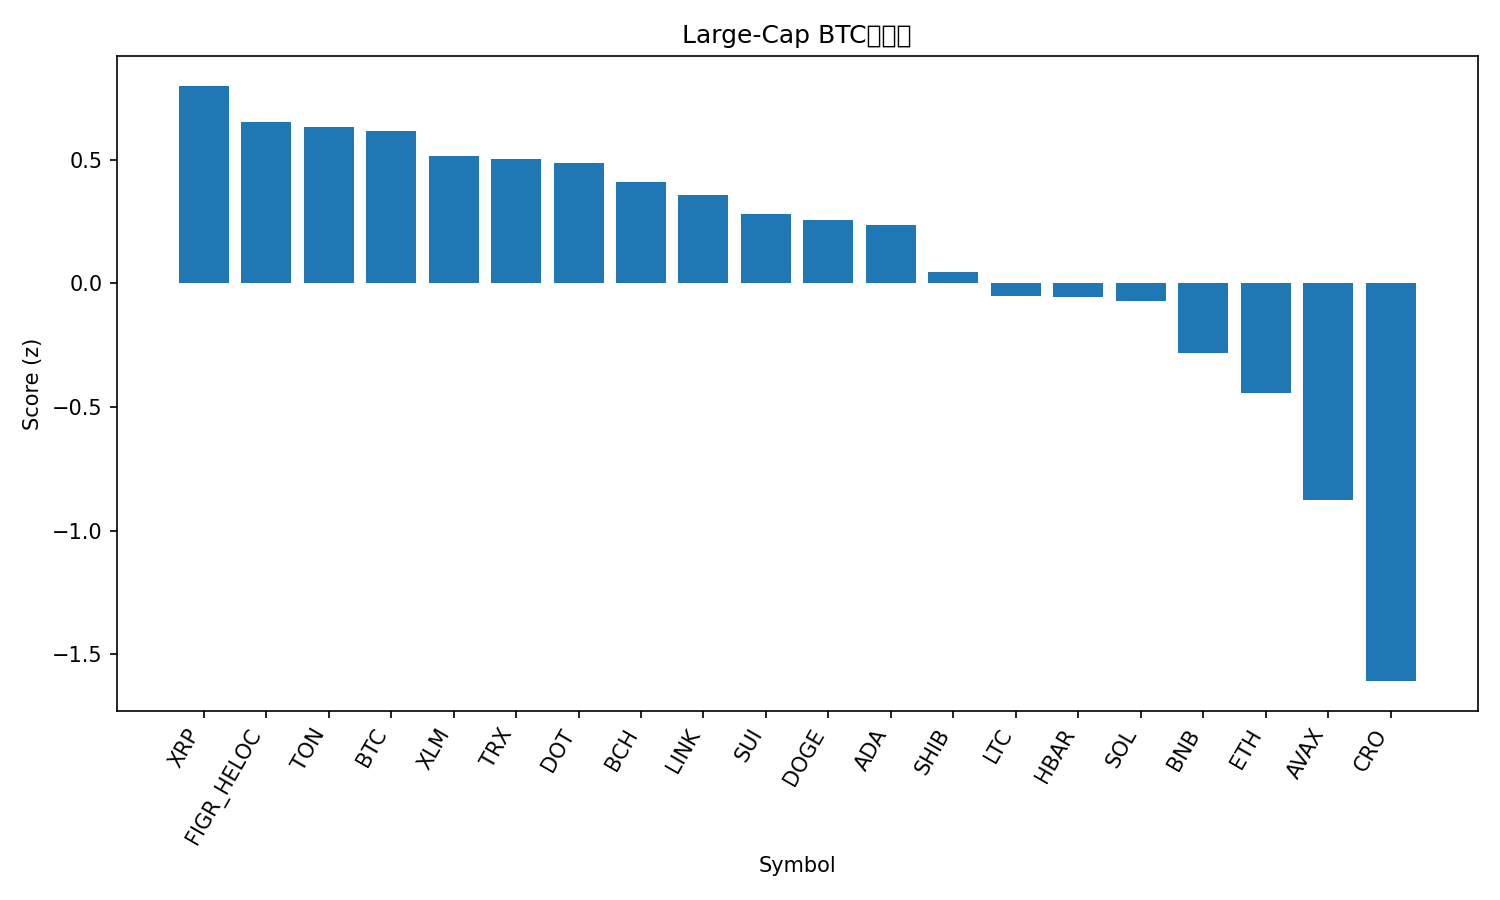 Large-Cap BTC
0.5
0.0
−0.5
−1.0
−1.5
Score (z)
XRP
FIGR_HELOC
TON
BTC
XLM
TRX
DOT
BCH
LINK
SUI
DOGE
ADA
SHIB
LTC
HBAR
SOL
BNB
ETH
AVAX
CRO
Symbol